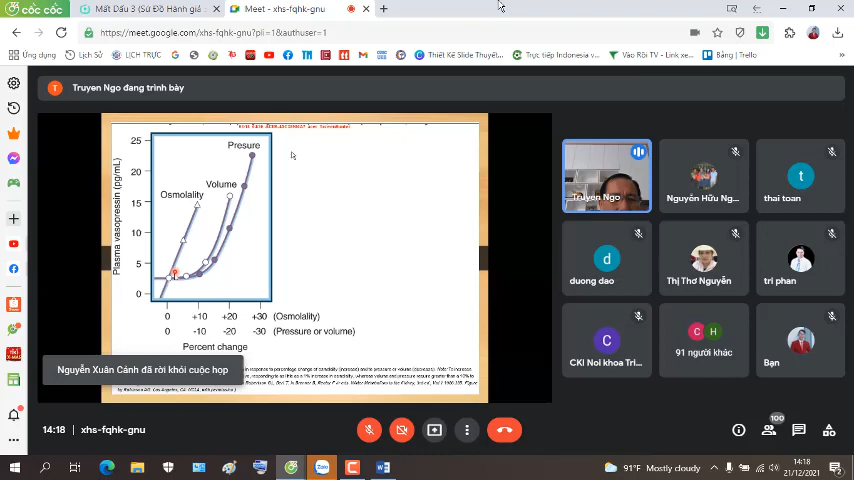 CỐC CỐC
Mất Dấu 3 (Sứ Đồ Hành giả
Meet - xhs-fqhk-gnu
https://meet.google.com/xhs-fqhk-gnu?pli=1&authuser=1
Ứng dụng
Lịch Sử
LỊCH TRỰC
Thiết Kế Slide Thuyết...
Trực tiếp Indonesia v...
Vào Rồi TV - Link xe...
Bảng | Trello
T
Truyen Ngo đang trình bày
Presure
Volume
Osmolality
Plasma vasopressin (pg/mL)
25
20
15
10
5
0
0 +10 +20 +30 (Osmolality)
0 -10 -20 -30 (Pressure or volume)
Percent change
Nguyễn Xuân Cảnh đã rời khỏi cuộc họp
Truyen Ngo
Nguyễn Hữu Ng...
t
thai toan
d
duong dao
Thị Thơ Nguyễn
tri phan
C
CKI Noi khoa Tri...
C H
91 người khác
Bạn
14:18
xhs-fqhk-gnu
100
Zalo
91°F Mostly cloudy
14:18
21/12/2021